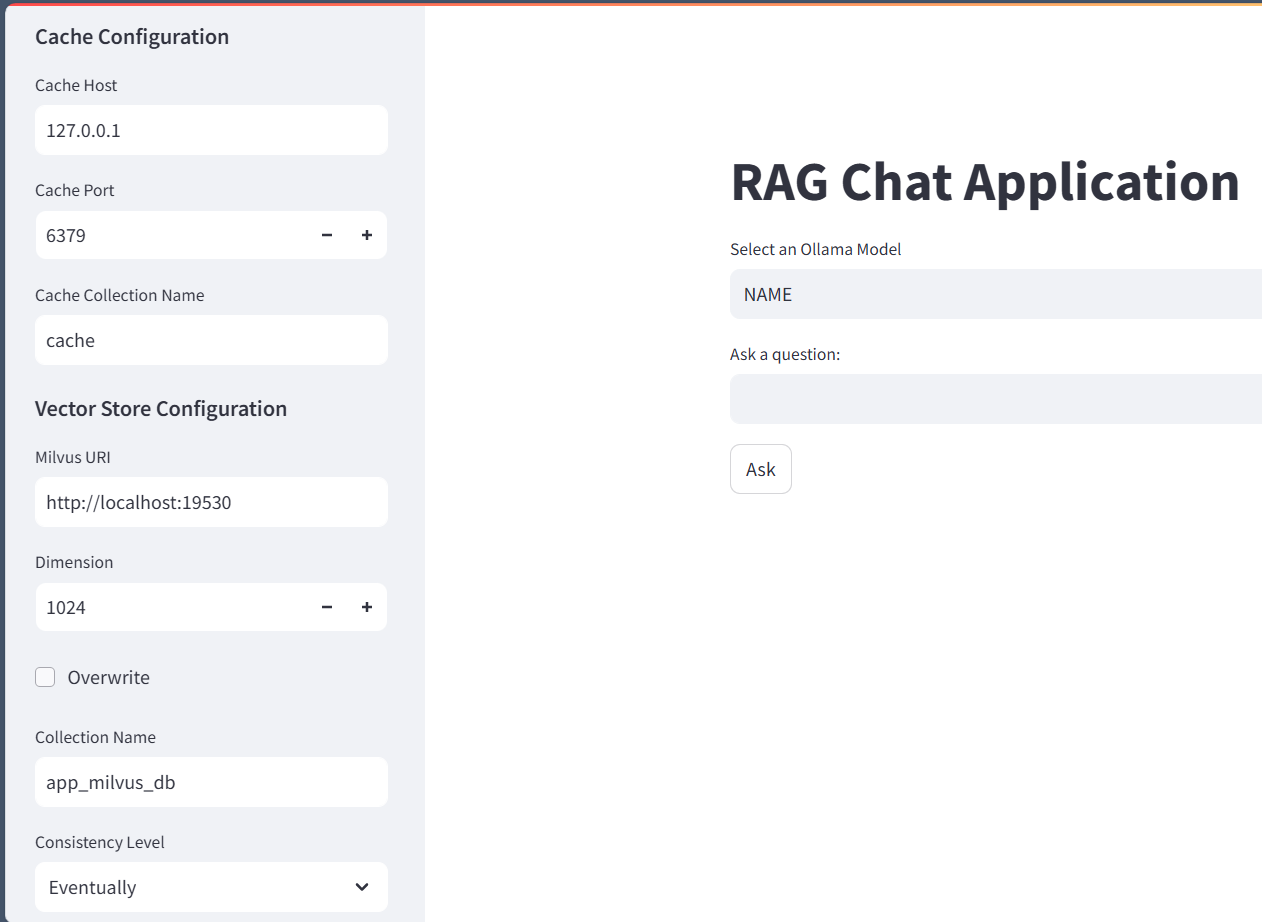 Cache Configuration
Cache Host
127.0.0.1
Cache Port
6379
Cache Collection Name
cache
Vector Store Configuration
Milvus URI
http://localhost:19530
Dimension
1024
Overwrite
Collection Name
app_milvus_db
Consistency Level
Eventually
RAG Chat Application
Select an Ollama Model
NAME
Ask a question:
Ask